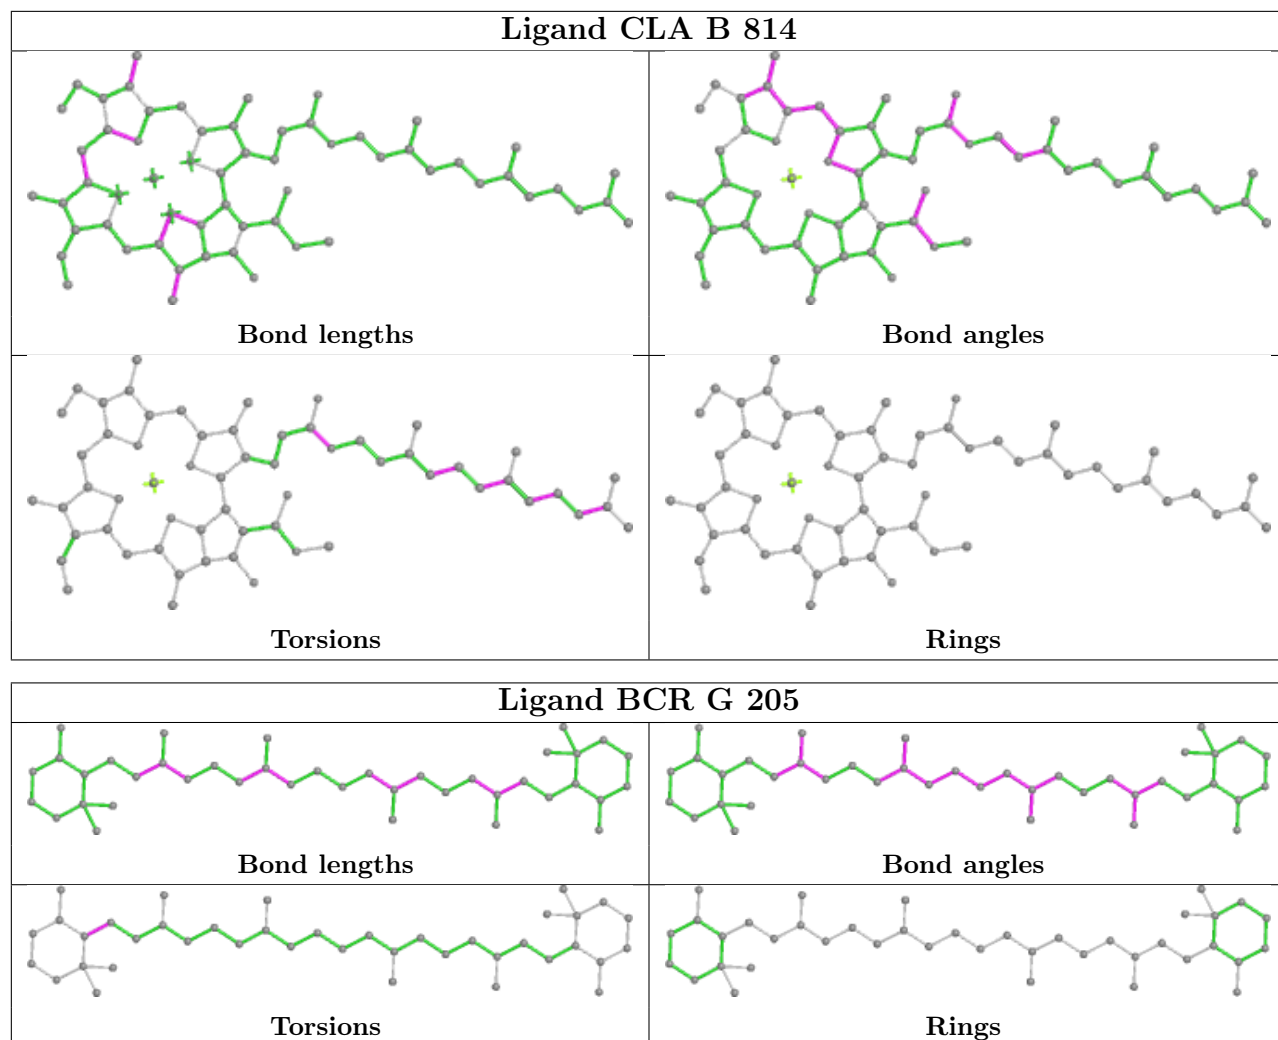 Ligand CLA B 814
Bond lengths
Bond angles
Torsions
Rings
Ligand BCR G 205
Bond lengths
Bond angles
Torsions
Rings